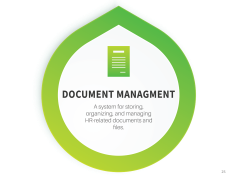 DOCUMENT MANAGMENT
A system for storing,
organizing, and managing
HR-related documents and
files.